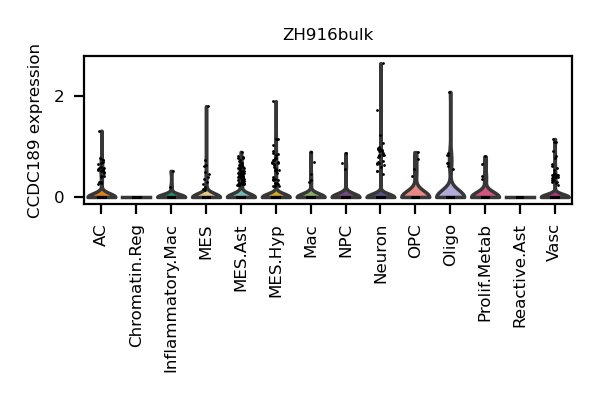 ZH916bulk
CCDC189 expression
2
0
AC
Chromatin.Reg
Inflammatory.Mac
MES
MES.Ast
MES.Hyp
Mac
NPC
Neuron
OPC
Oligo
Prolif.Metab
Reactive.Ast
Vasc